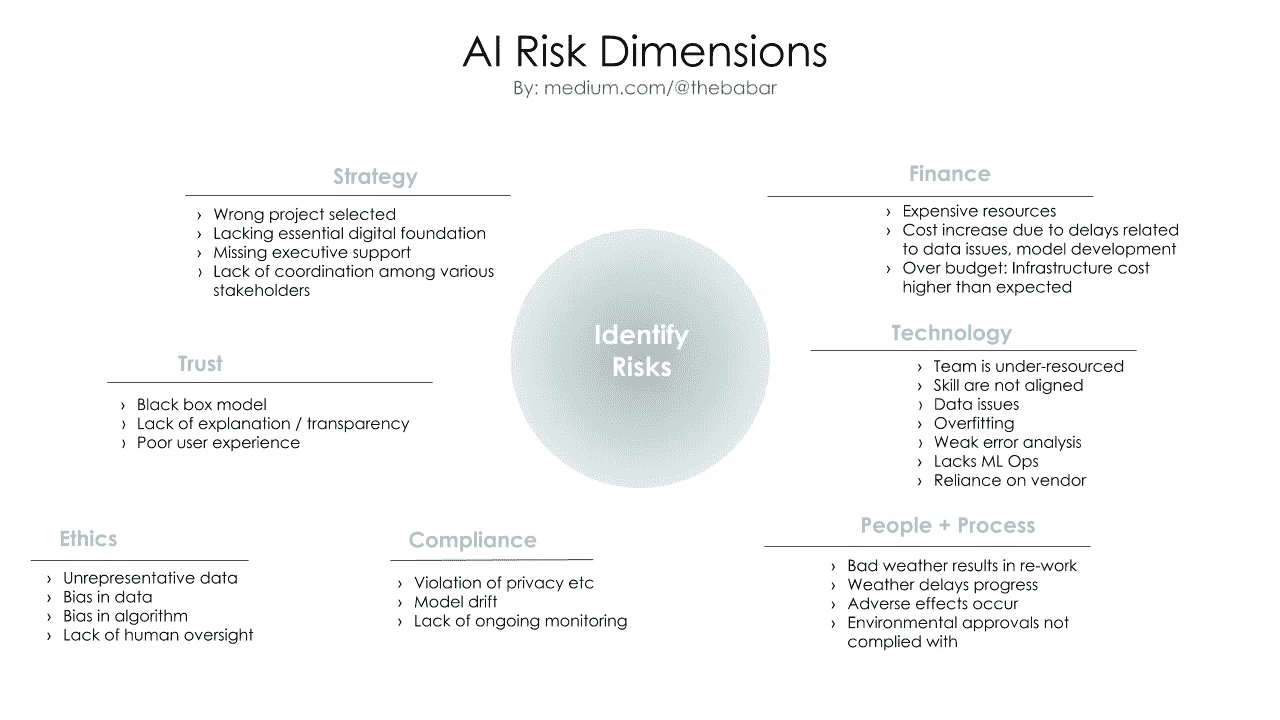 AI Risk Dimensions
By: medium.com/@thebabar
Strategy
› Wrong project selected
› Lacking essential digital foundation
› Missing executive support
› Lack of coordination among various
stakeholders
Finance
› Expensive resources
› Cost increase due to delays related
to data issues, model development
› Over budget: Infrastructure cost
higher than expected
Identify
Risks
Trust
› Black box model
› Lack of explanation / transparency
› Poor user experience
Technology
› Team is under-resourced
› Skill are not aligned
› Data issues
› Overfitting
› Weak error analysis
› Lacks ML Ops
› Reliance on vendor
Ethics
› Unrepresentative data
› Bias in data
› Bias in algorithm
› Lack of human oversight
Compliance
› Violation of privacy etc
› Model drift
› Lack of ongoing monitoring
People + Process
› Bad weather results in re-work
› Weather delays progress
› Adverse effects occur
› Environmental approvals not
complied with